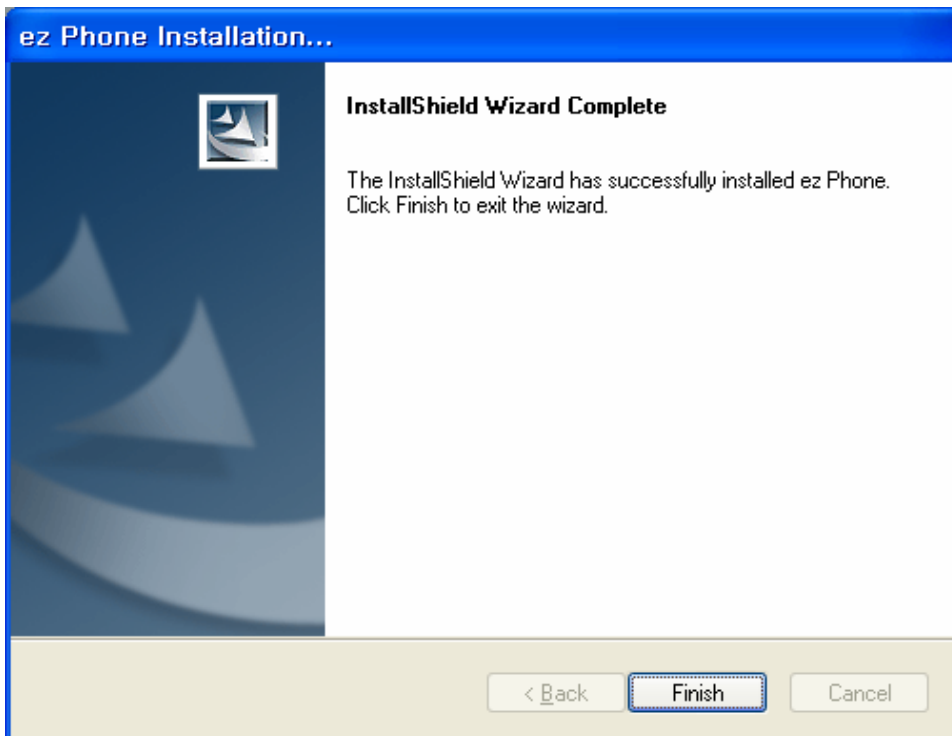 ez Phone Installation...
InstallShield Wizard Complete
The InstallShield Wizard has successfully installed ez Phone.
Click Finish to exit the wizard.
< Back
Finish
Cancel